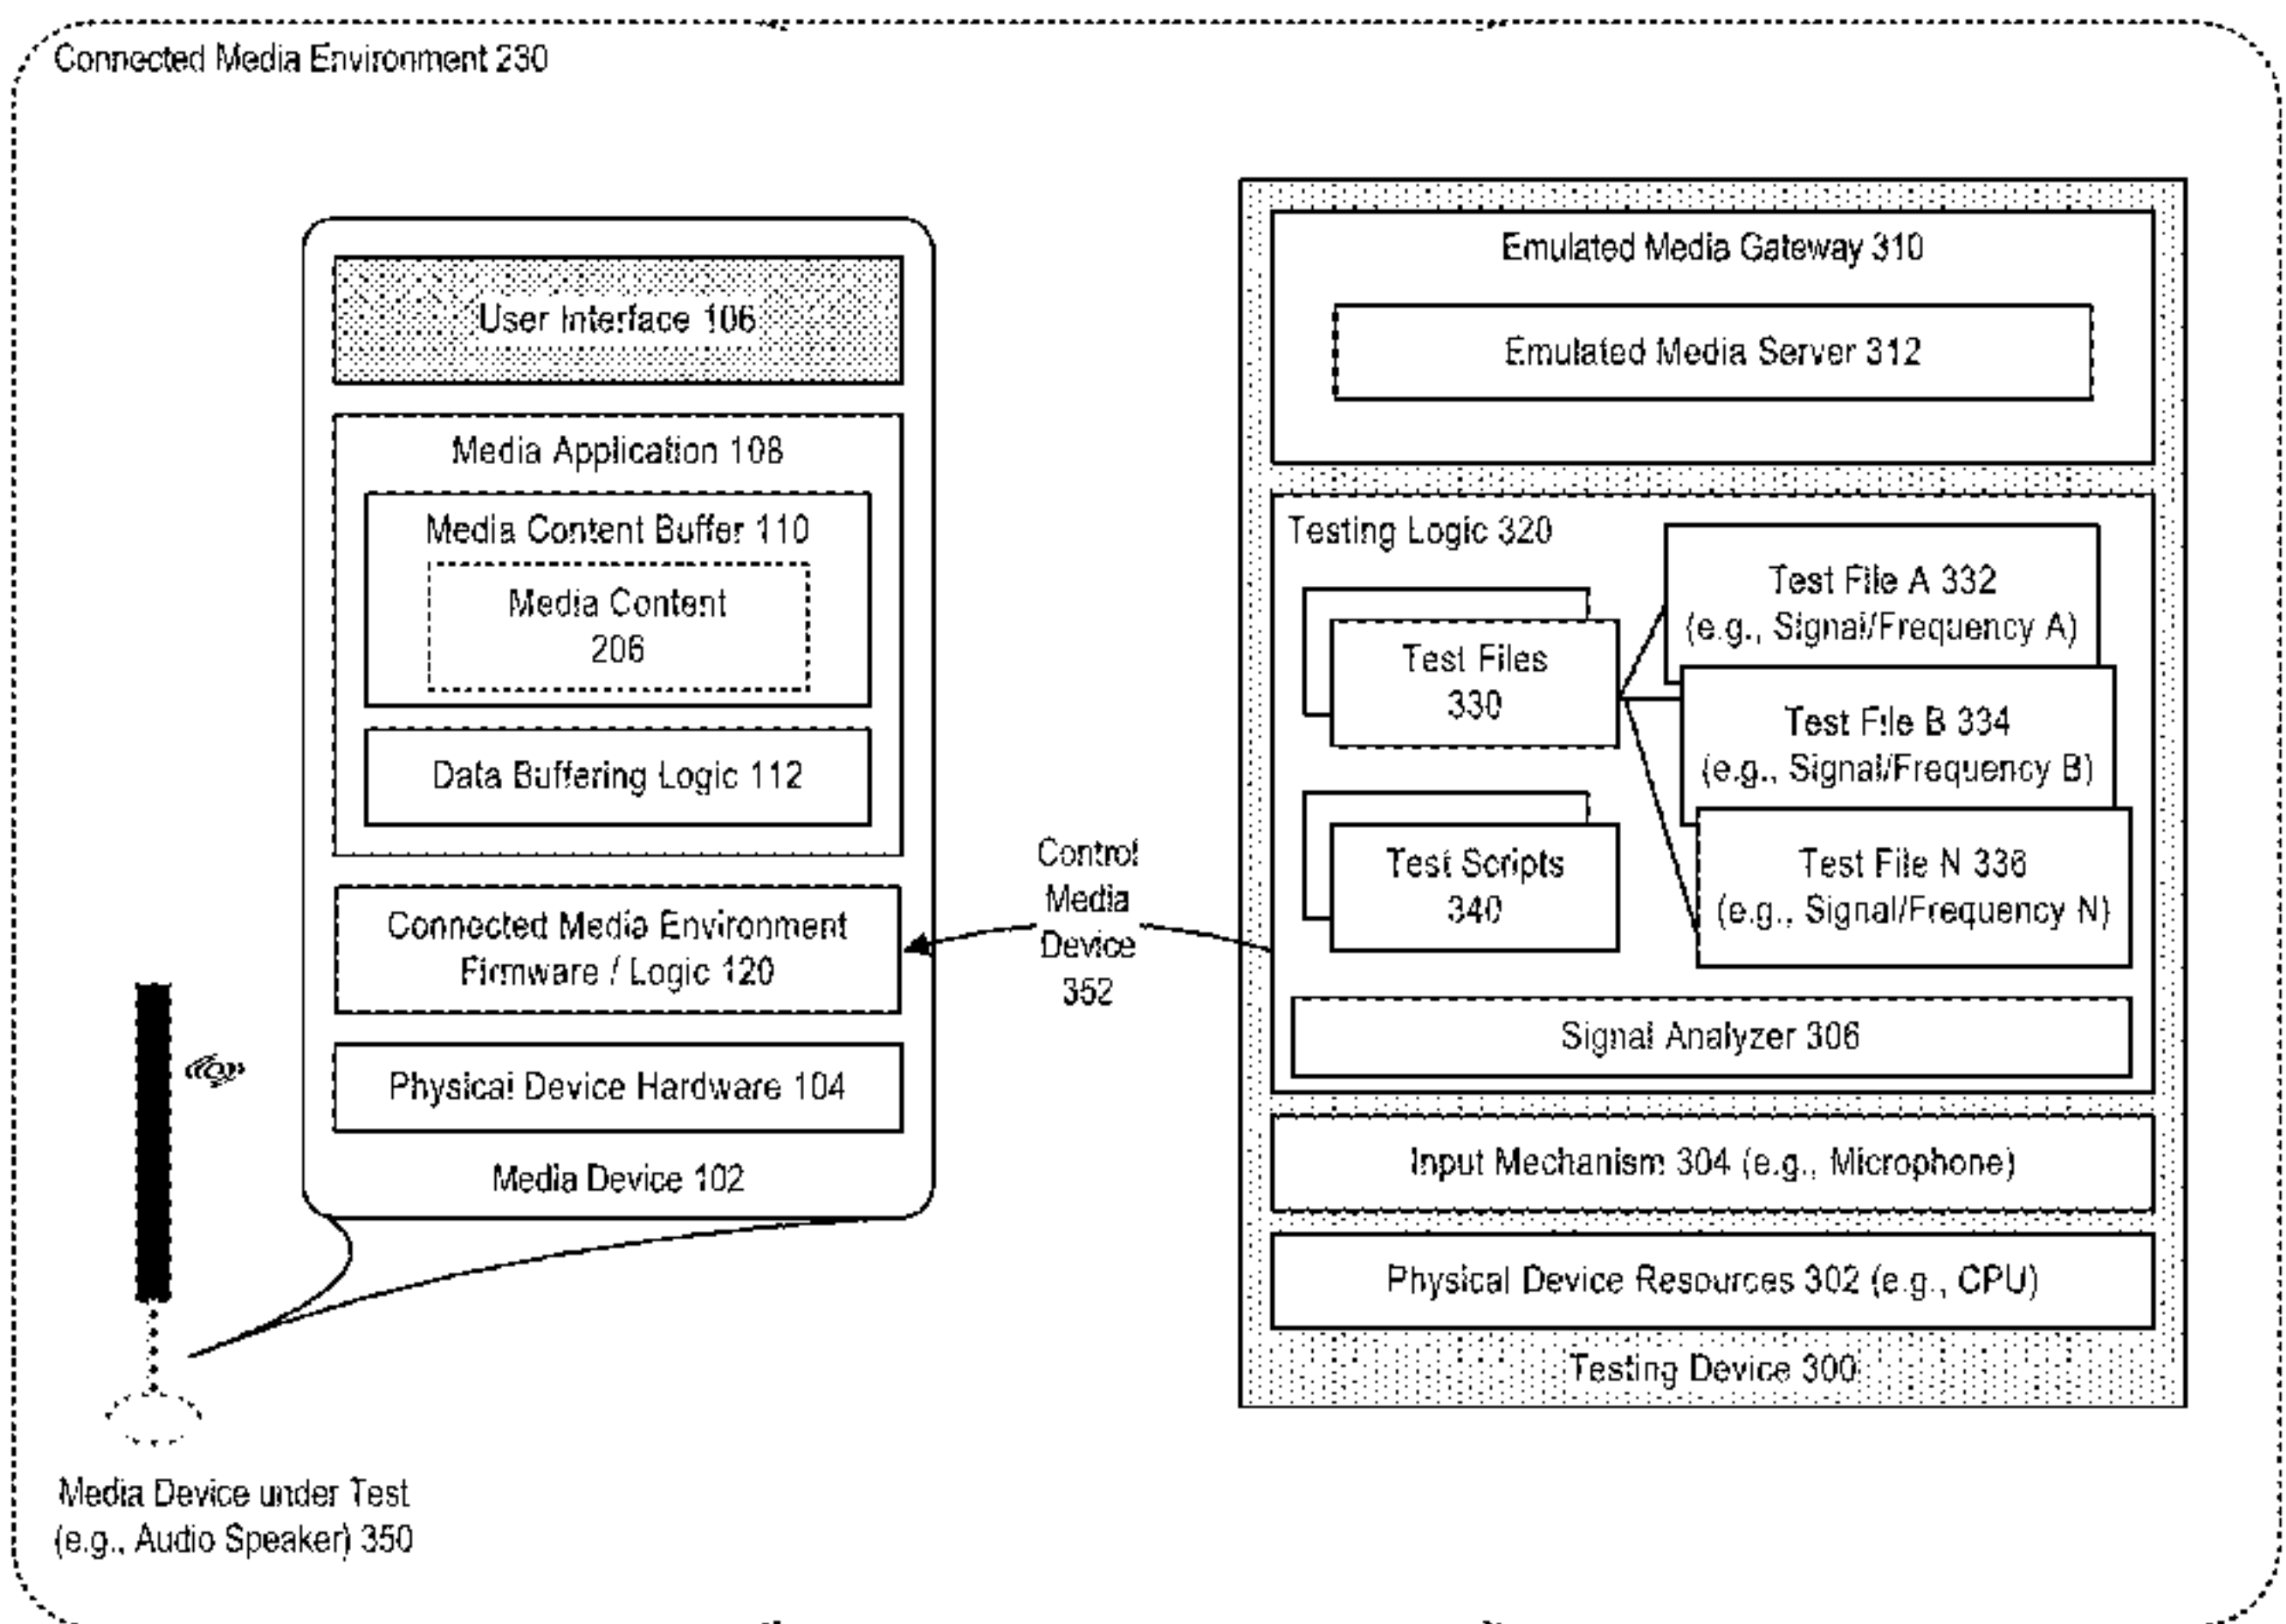 Connected Media Environment 230
User Interface 106
Media Application 108
Media Content Buffer 110
Media Content
206
Data Buffering Logic 112
Connected Media Environment
Firmware / Logic 120
Physical Device Hardware 104
Media Device 102
Media Device under Test
(e.g., Audio Speaker) 350
Control
Media
Device
352
Emulated Media Gateway 310
Emulated Media Server 312
Testing Logic 320
Test Files
330
Test File A 332
(e.g., Signal/Frequency A)
Test File B 334
(e.g., Signal/Frequency B)
Test File N 336
(e.g., Signal/Frequency N)
Test Scripts
340
Signal Analyzer 306
Input Mechanism 304 (e.g., Microphone)
Physical Device Resources 302 (e.g., CPU)
Testing Device 300